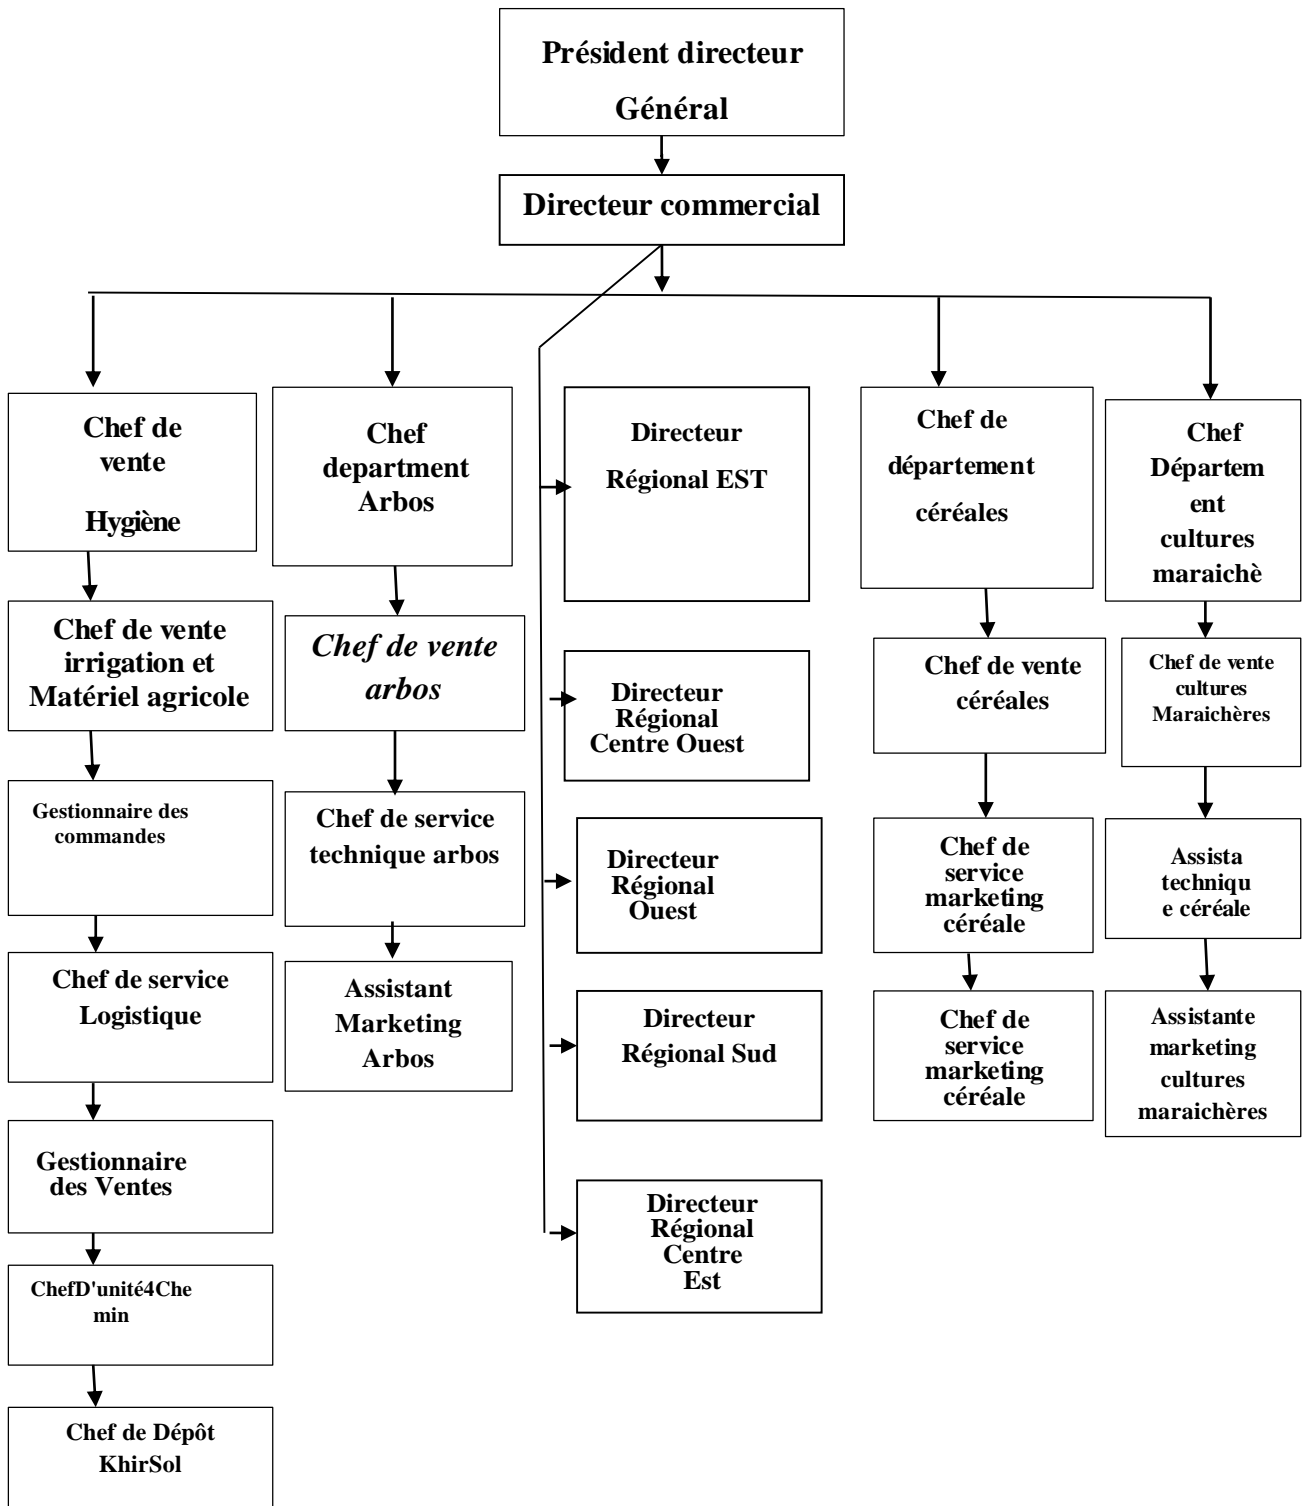 Président directeur
Général
Directeur commercial
Chef de
vente
Hygiène
Chef de vente
irrigation et
Matériel agricole
Gestionnaire des
commandes
Chef de service
Logistique
Gestionnaire
des Ventes
ChefD'unité4Che
min
Chef de Dépôt
KhirSol
Chef
department
Arbos
Chef de vente
arbos
Chef de service
technique arbos
Assistant
Marketing
Arbos
Directeur
Régional EST
Directeur
Régional
Centre Ouest
Directeur
Régional
Ouest
Directeur
Régional Sud
Directeur
Régional
Centre
Est
Chef de
département
céréales
Chef de vente
céréales
Chef de
service
marketing
céréale
Chef de
service
marketing
céréale
Chef
Départem
ent
cultures
maraichè
Chef de vente
cultures
Maraichères
Assista
techniqu
e céréale
Assistante
marketing
cultures
maraichères